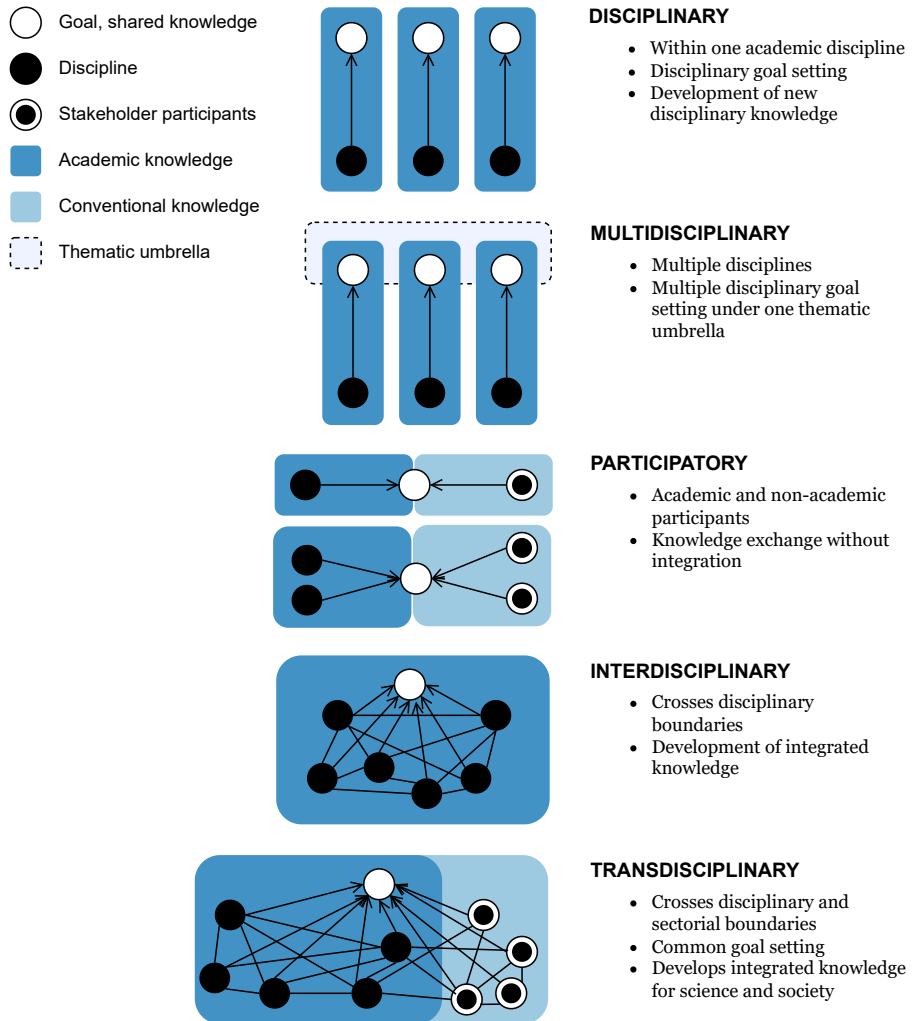 Goal, shared knowledge
Discipline
Stakeholder participants
Academic knowledge
Conventional knowledge
Thematic umbrella
DISCIPLINARY
• Within one academic discipline
• Disciplinary goal setting
• Development of new
disciplinary knowledge
MULTIDISCIPLINARY
• Multiple disciplines
• Multiple disciplinary goal
setting under one thematic
umbrella
PARTICIPATORY
• Academic and non-academic
participants
• Knowledge exchange without
integration
INTERDISCIPLINARY
• Crosses disciplinary
boundaries
• Development of integrated
knowledge
TRANSDISCIPLINARY
• Crosses disciplinary and
sectorial boundaries
• Common goal setting
• Develops integrated knowledge
for science and society